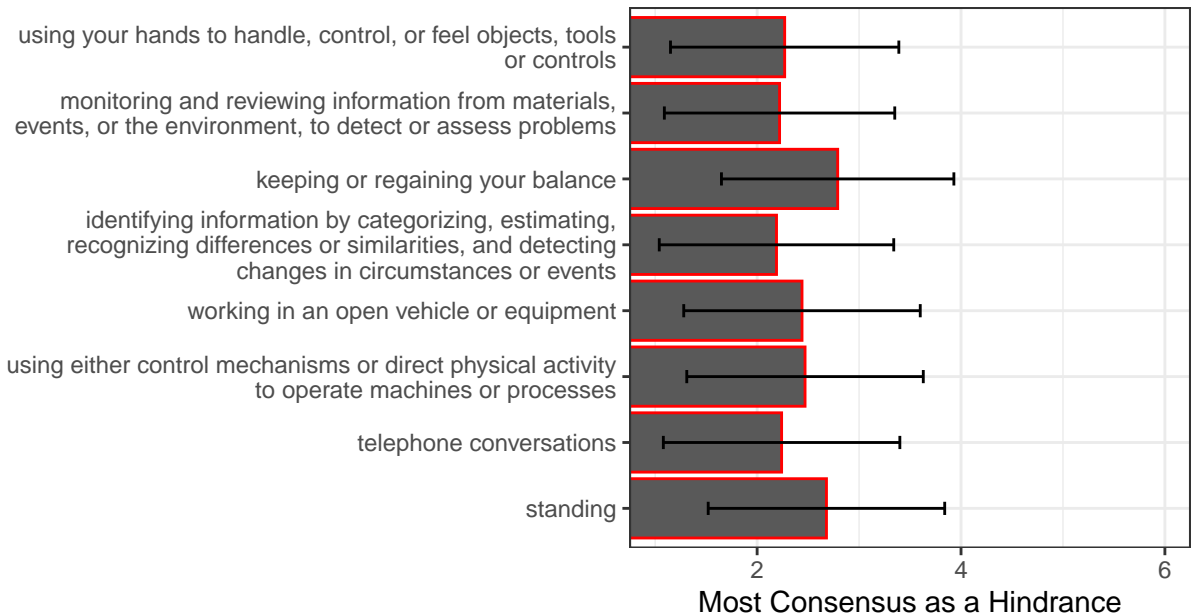 using your hands to handle, control, or feel objects, tools
or controls
monitoring and reviewing information from materials,
events, or the environment, to detect or assess problems
keeping or regaining your balance
identifying information by categorizing, estimating,
recognizing differences or similarities, and detecting
changes in circumstances or events
working in an open vehicle or equipment
using either control mechanisms or direct physical activity
to operate machines or processes
telephone conversations
standing
2 4 6
Most Consensus as a Hindrance